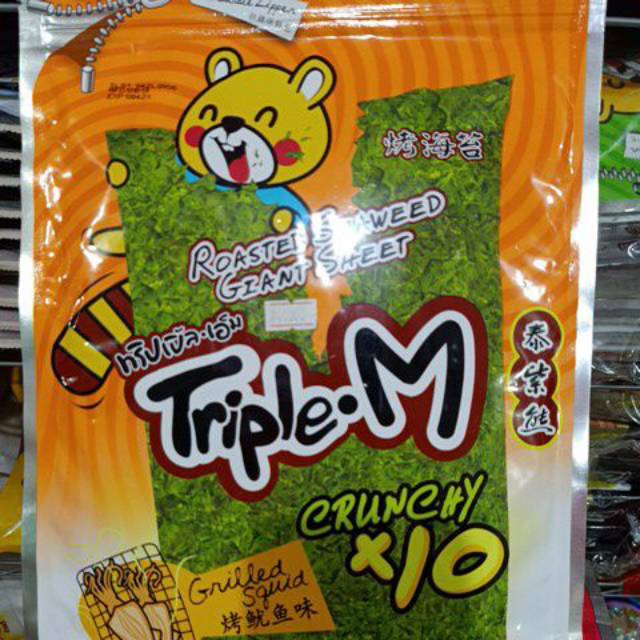 烤海苔
ROASTED SEAWEED
GIANT SHEET
ทริปเปิ้ล·เอ็ม
Triple·M
泰紫熊
CRUNCHY
x10
Grilled
Squid
烤鱿鱼味